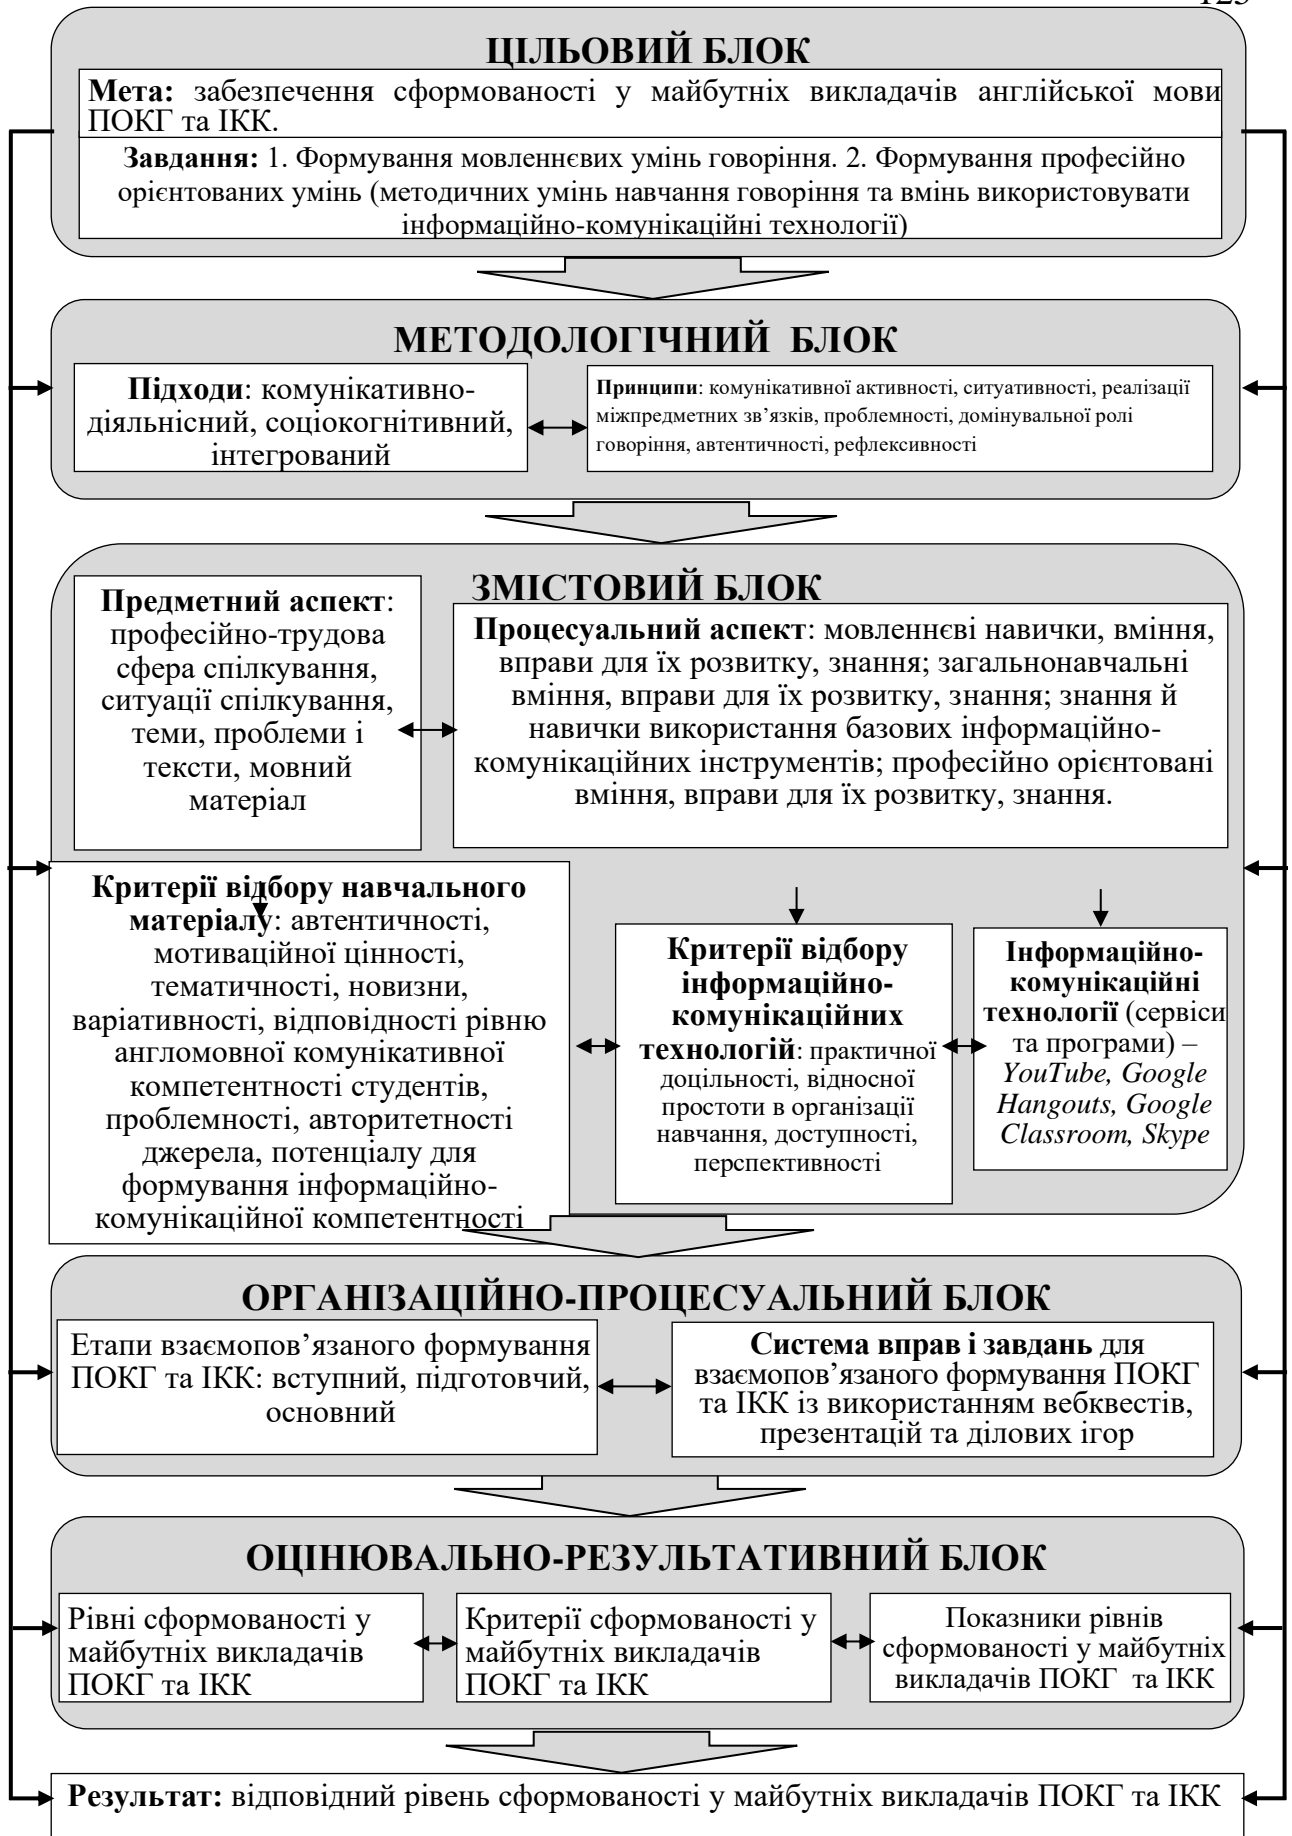 ЦІЛЬОВИЙ БЛОК
Мета: забезпечення сформованості у майбутніх викладачів англійської мови
ПОКГ та ІКК.
Завдання: 1. Формування мовленнєвих умінь говоріння. 2. Формування професійно
орієнтованих умінь (методичних умінь навчання говоріння та вмінь використовувати
інформаційно-комунікаційні технології)
МЕТОДОЛОГІЧНИЙ БЛОК
Підходи: комунікативно-
діяльнісний, соціокогнітивний,
інтегрований
Принципи: комунікативної активності, ситуативності, реалізації
міжпредметних зв’язків, проблемності, домінувальної ролі
говоріння, автентичності, рефлексивності
ЗМІСТОВИЙ БЛОК
Предметний аспект:
професійно-трудова
сфера спілкування,
ситуації спілкування,
теми, проблеми і
тексти, мовний
матеріал
Процесуальний аспект: мовленнєві навички, вміння,
вправи для їх розвитку, знання; загальнонавчальні
вміння, вправи для їх розвитку, знання; знання й
навички використання базових інформаційно-
комунікаційних інструментів; професійно орієнтовані
вміння, вправи для їх розвитку, знання.
Критерії відбору навчального
матеріалу: автентичності,
мотиваційної цінності,
тематичності, новизни,
варіативності, відповідності рівню
англомовної комунікативної
компетентності студентів,
проблемності, авторитетності
джерела, потенціалу для
формування інформаційно-
комунікаційної компетентності
Критерії відбору
інформаційно-
комунікаційних
технологій: практичної
доцільності, відносної
простоти в організації
навчання, доступності,
перспективності
Інформаційно-
комунікаційні
технології (сервіси
та програми) –
YouTube, Google
Hangouts, Google
Classroom, Skype
ОРГАНІЗАЦІЙНО-ПРОЦЕСУАЛЬНИЙ БЛОК
Етапи взаємопов’язаного формування
ПОКГ та ІКК: вступний, підготовчий,
основний
Система вправ і завдань для
взаємопов’язаного формування ПОКГ
та ІКК із використанням вебквестів,
презентацій та ділових ігор
ОЦІНЮВАЛЬНО-РЕЗУЛЬТАТИВНИЙ БЛОК
Рівні сформованості у
майбутніх викладачів
ПОКГ та ІКК
Критерії сформованості у
майбутніх викладачів
ПОКГ та ІКК
Показники рівнів
сформованості у майбутніх
викладачів ПОКГ та ІКК
Результат: відповідний рівень сформованості у майбутніх викладачів ПОКГ та ІКК